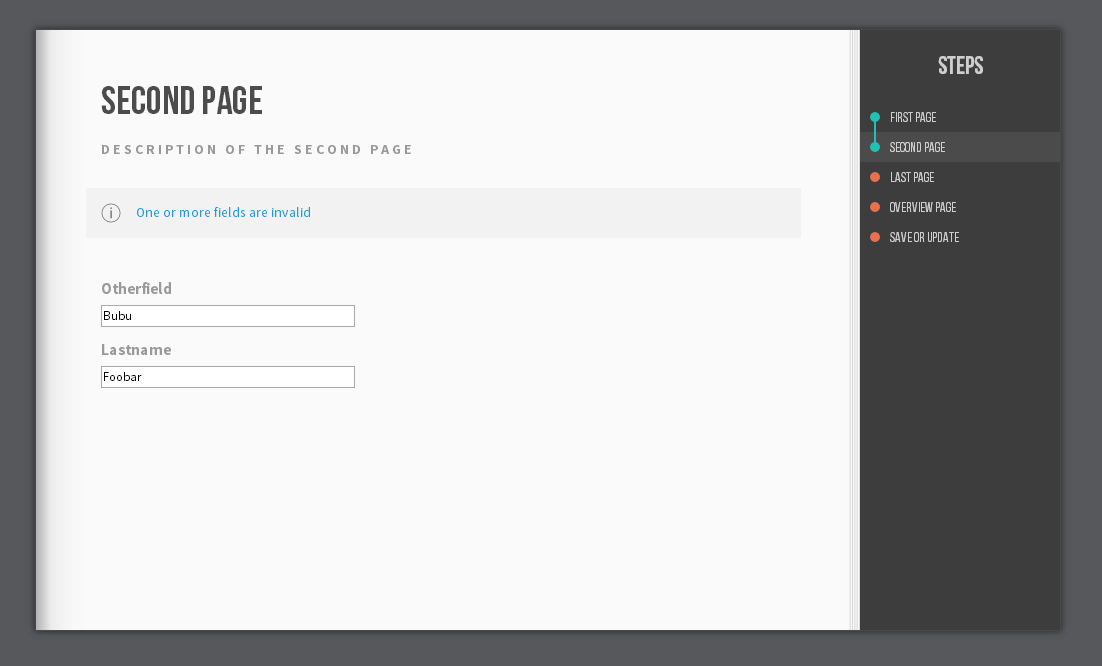 SECOND PAGE
DESCRIPTION OF THE SECOND PAGE
One or more fields are invalid
Otherfield
Bubu
Lastname
Foobar
STEPS
FIRST PAGE
SECOND PAGE
LAST PAGE
OVERVIEW PAGE
SAVE OR UPDATE